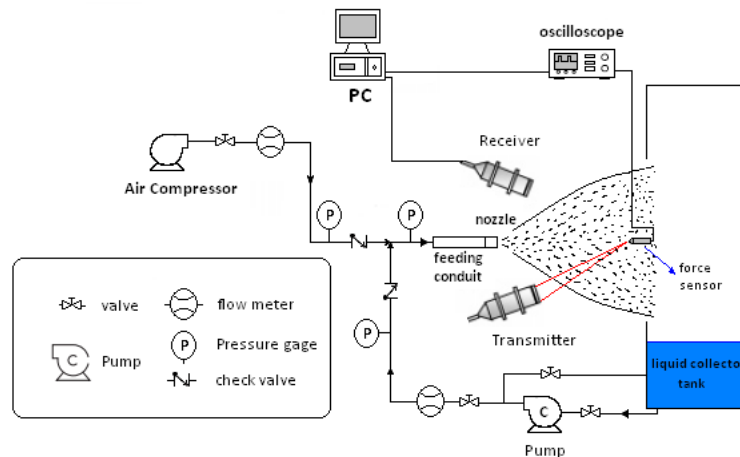 oscilloscope
PC
Receiver
Air Compressor
P
P
nozzle
feeding
conduit
force
sensor
Transmitter
P
liquid collecto
tank
C
Pump
valve
flow meter
C
Pump
P
Pressure gage
check valve